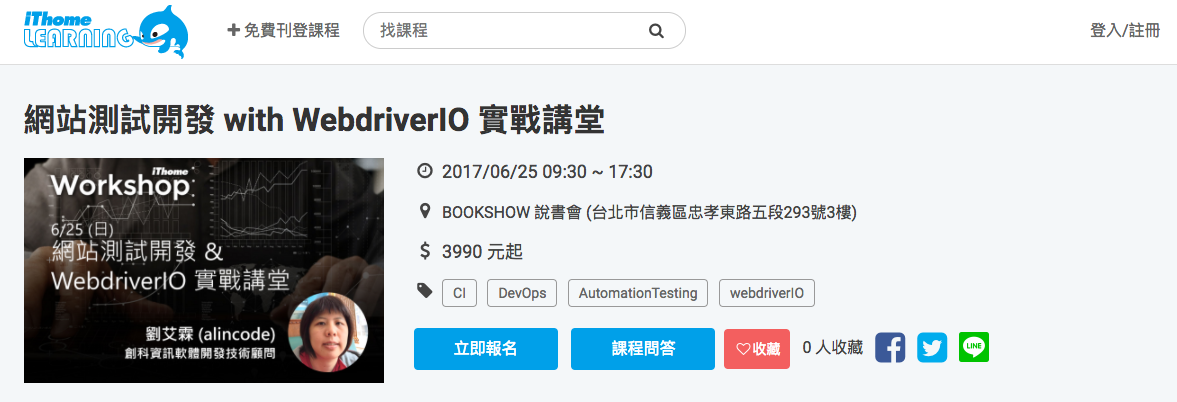 iThome
LEARNING
+ 免費刊登課程
找課程
登入/註冊
網站測試開發 with WebdriverIO 實戰講堂
iThome
Workshop
6/25 (日)
網站測試開發 &
WebdriverIO 實戰講堂
劉艾霖 (alincode)
創科資訊軟體開發技術顧問
2017/06/25 09:30 ~ 17:30
BOOKSHOW 說書會 (台北市信義區忠孝東路五段293號3樓)
$ 3990 元起
CI DevOps AutomationTesting webdriverIO
立即報名 課程問答 ♡收藏 0 人收藏 LINE